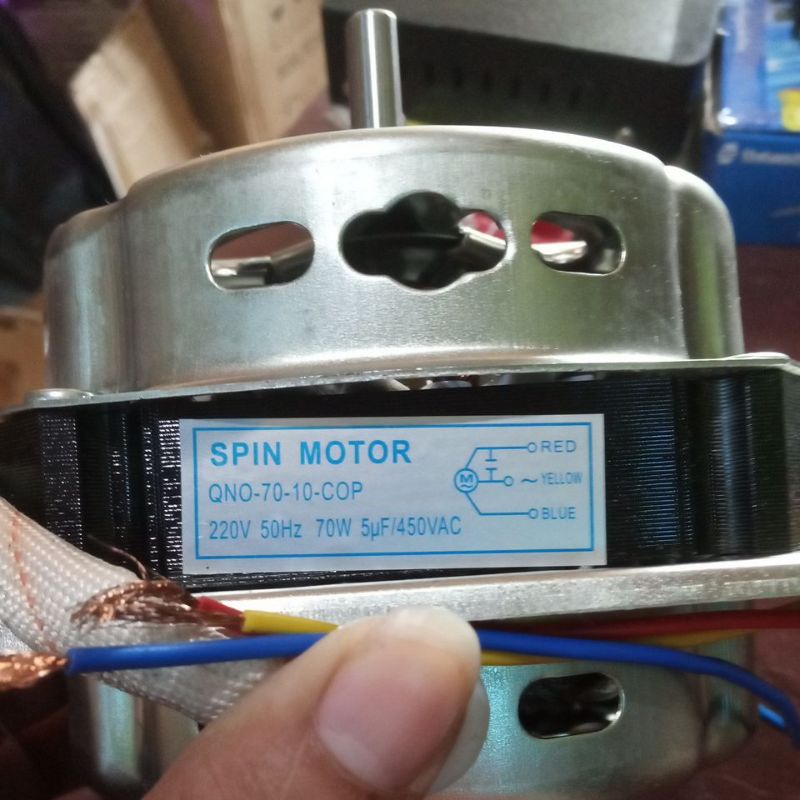 SPIN MOTOR
QNO-70-10-COP
220V 50Hz 70W 5µF/450VAC
M
RED
~ YELLOW
BLUE